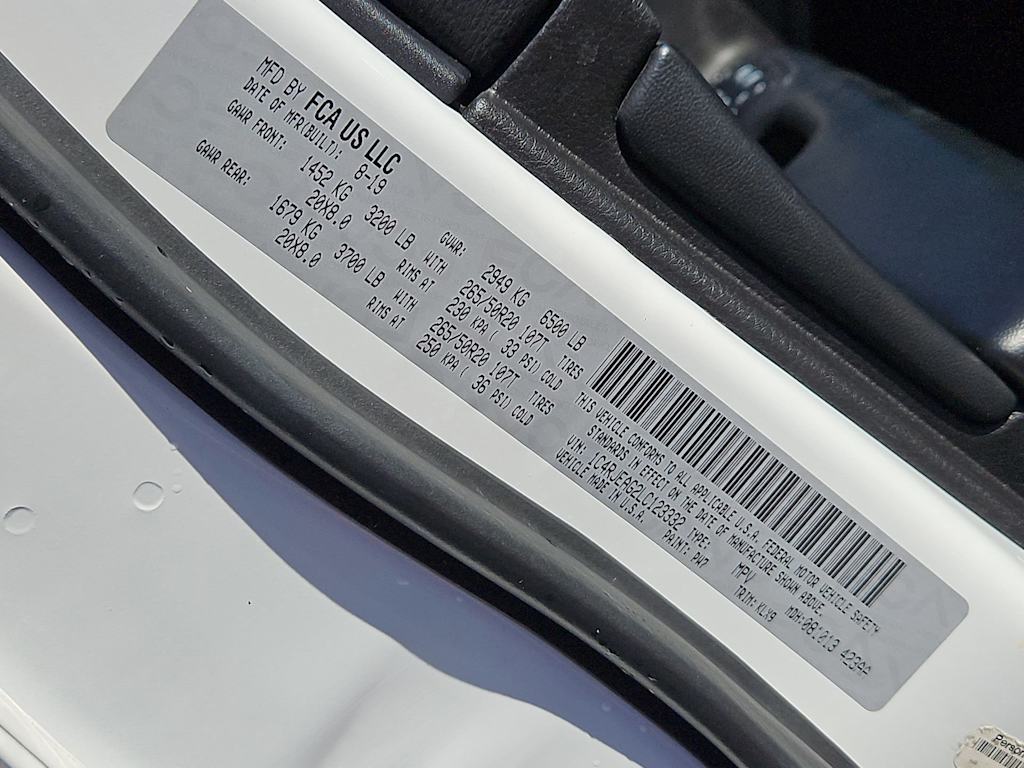 MFD BY FCA US LLC
DATE OF MFR(BUILT): 8-19 GVWR: 2949 KG 6500 LB
GAWR FRONT: 1452 KG 3200 LB WITH 265/50R20 107T TIRES
20X8.0 RIMS AT 230 KPA( 33 PSI) COLD
GAWR REAR: 1679 KG 3700 LB WITH 265/50R20 107T TIRES
20X8.0 RIMS AT 250 KPA( 36 PSI) COLD
THIS VEHICLE CONFORMS TO ALL APPLICABLE U.S.A. FEDERAL MOTOR VEHICLE SAFETY
STANDARDS IN EFFECT ON THE DATE OF MANUFACTURE SHOWN ABOVE.
VIN: 1C4RJEAG2LC123332 TYPE: MPV MDH:081013
VEHICLE MADE IN U.S.A. PAINT: PW7 TRIM:KLX9
Person